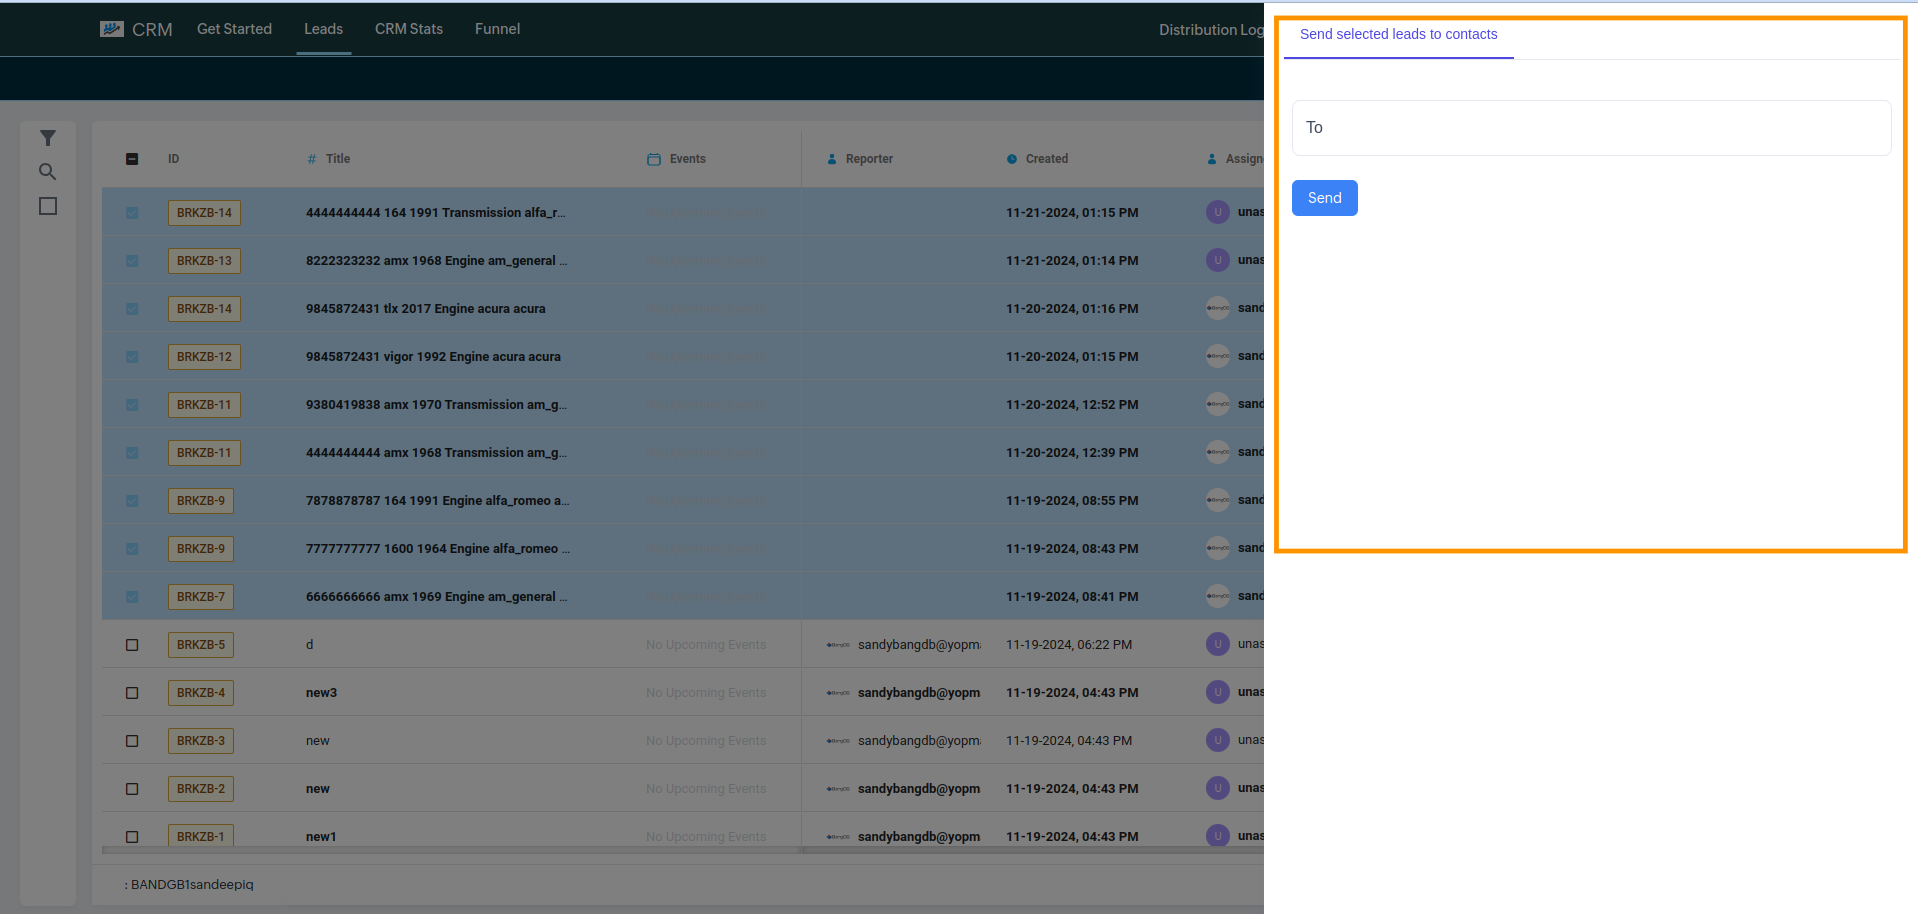 CRM Get Started Leads CRM Stats Funnel Distribution Log
Send selected leads to contacts
To
Send
ID # Title Events Reporter Created Assign
BRKZB-14 4444444444 164 1991 Transmission alfa_r... 11-21-2024, 01:15 PM U unas
BRKZB-13 8222323232 amx 1968 Engine am_general ... 11-21-2024, 01:14 PM U unas
BRKZB-14 9845872431 tlx 2017 Engine acura acura 11-20-2024, 01:16 PM sand
BRKZB-12 9845872431 vigor 1992 Engine acura acura 11-20-2024, 01:15 PM sand
BRKZB-11 9380419838 amx 1970 Transmission am_g... 11-20-2024, 12:52 PM sand
BRKZB-11 4444444444 amx 1968 Transmission am_g... 11-20-2024, 12:39 PM sand
BRKZB-9 7878878787 164 1991 Engine alfa_romeo a... 11-19-2024, 08:55 PM sand
BRKZB-9 7777777777 1600 1964 Engine alfa_romeo ... 11-19-2024, 08:43 PM sand
BRKZB-7 6666666666 amx 1969 Engine am_general ... 11-19-2024, 08:41 PM sand
BRKZB-5 d No Upcoming Events sandybangdb@yopm 11-19-2024, 06:22 PM U unas
BRKZB-4 new3 No Upcoming Events sandybangdb@yopm 11-19-2024, 04:43 PM U unas
BRKZB-3 new No Upcoming Events sandybangdb@yopm 11-19-2024, 04:43 PM U unas
BRKZB-2 new No Upcoming Events sandybangdb@yopm 11-19-2024, 04:43 PM U unas
BRKZB-1 new1 No Upcoming Events sandybangdb@yopm 11-19-2024, 04:43 PM U unas
: BANDGB1sandeepiq